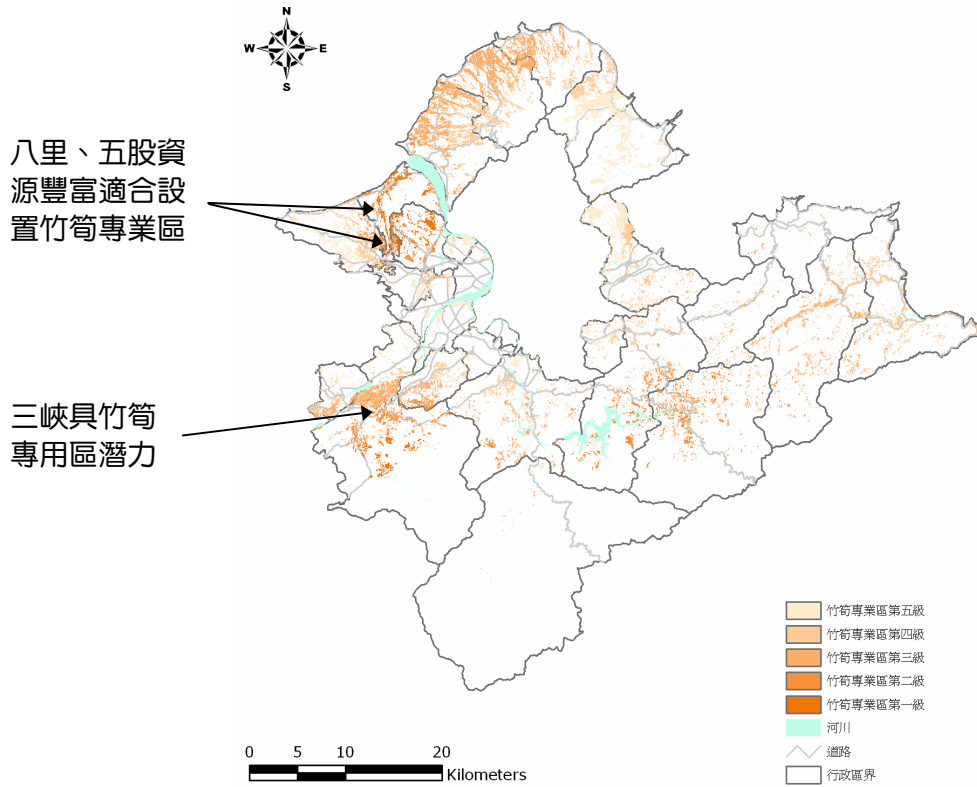 N
W E
S
八里、五股資
源豐富適合設
置竹筍專業區
三峽具竹筍
專用區潛力
竹筍專業區第五級
竹筍專業區第四級
竹筍專業區第三級
竹筍專業區第二級
竹筍專業區第一級
河川
道路
行政區界
0 5 10 20
Kilometers